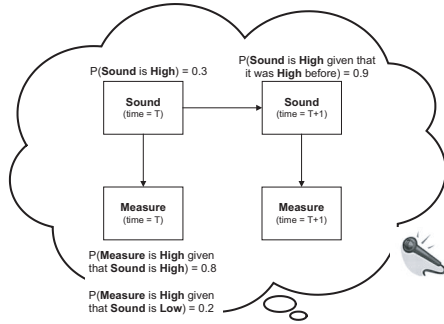 P(Sound is High) = 0.3
P(Sound is High given that
it was High before) = 0.9
Sound
(time = T)
Sound
(time = T+1)
Measure
(time = T)
Measure
(time = T+1)
P(Measure is High given
that Sound is High) = 0.8
P(Measure is High given
that Sound is Low) = 0.2